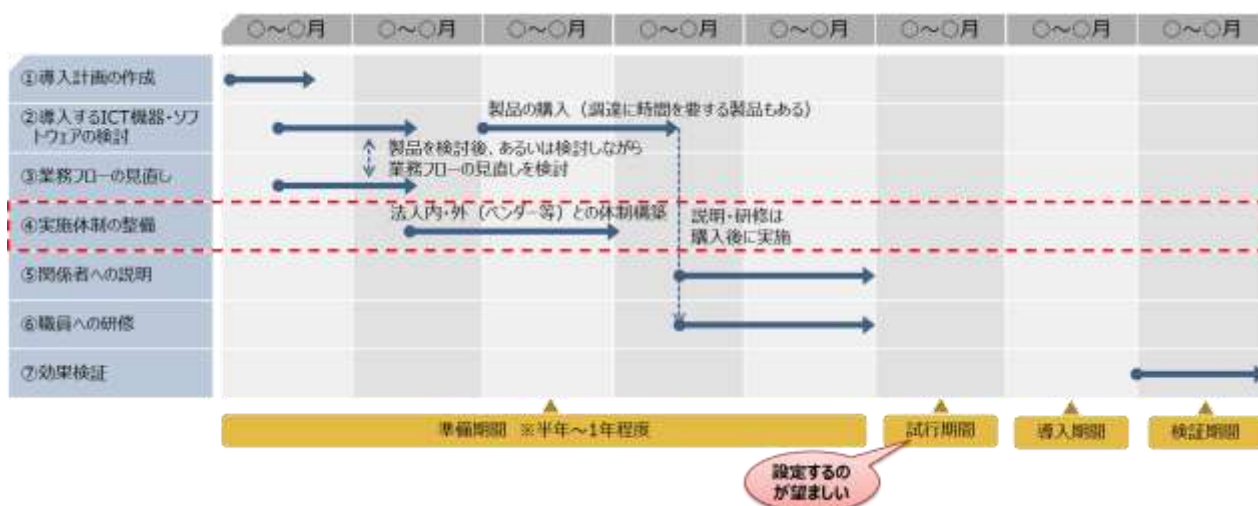 〇～〇月 〇～〇月 〇～〇月 〇～〇月 〇～〇月 〇～〇月 〇～〇月 〇～〇月
①導入計画の作成
②導入するICT機器・ソフ
トウェアの検討
製品の購入（調達に時間を要する製品もある）
製品を検討後、あるいは検討しながら
業務フローの見直しを検討
③業務フローの見直し
④実施体制の整備
法人内・外（ベンダー等）との体制構築
説明・研修は
購入後に実施
⑤関係者への説明
⑥職員への研修
⑦効果検証
準備期間 ※半年～1年程度
試行期間
導入期間
検証期間
設定するの
が望ましい